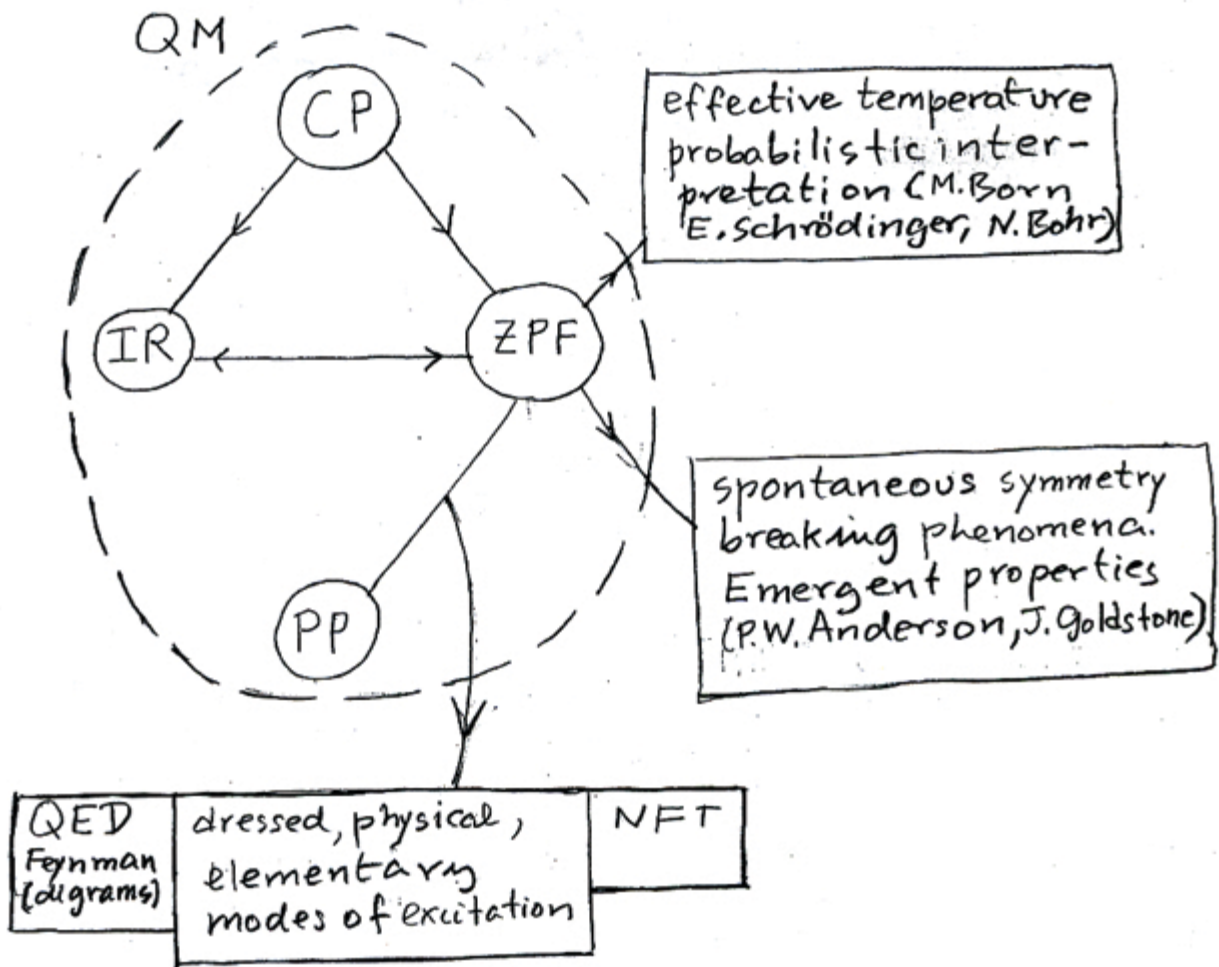 QM
CP
effective temperature
probabilistic inter-
pretation (M. Born
E. Schrödinger, N. Bohr)
IR
ZPF
spontaneous symmetry
breaking phenomena.
Emergent properties
(P.W. Anderson, J. Goldstone)
PP
QED
Feynman
(diagrams)
dressed, physical,
elementary
modes of excitation
NFT